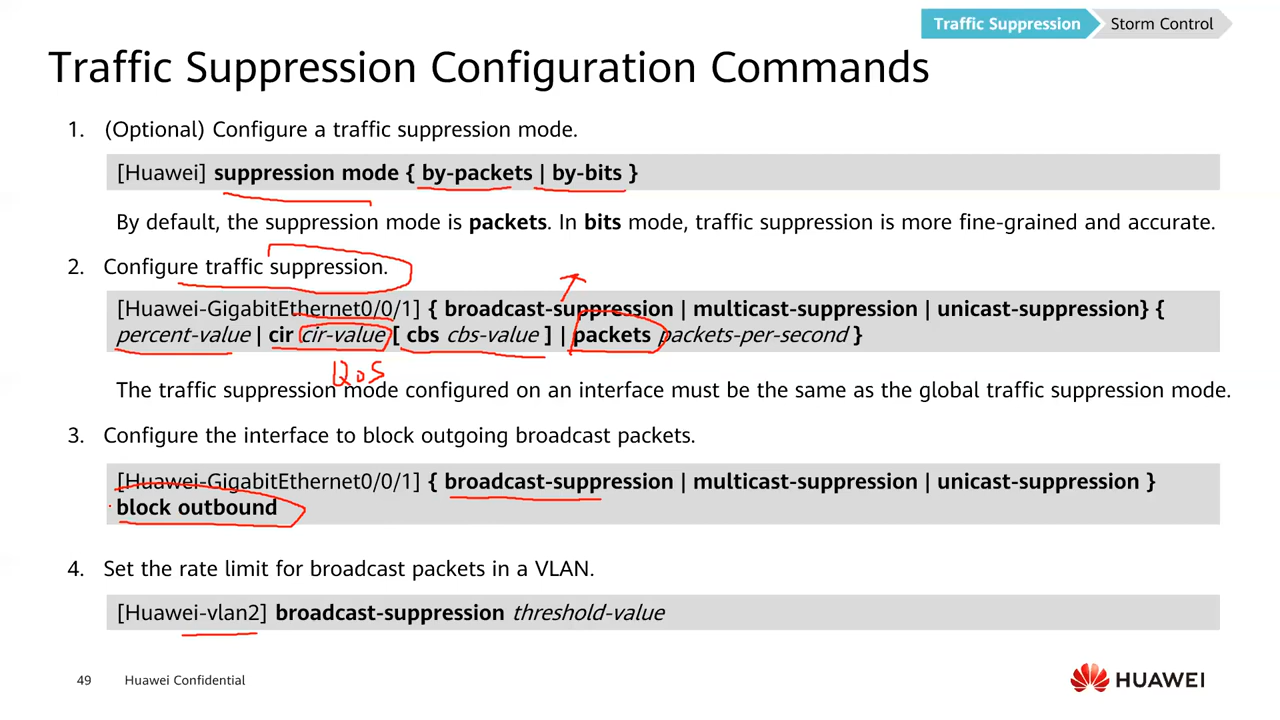 Traffic Suppression Storm Control
Traffic Suppression Configuration Commands
1. (Optional) Configure a traffic suppression mode.
[Huawei] suppression mode { by-packets | by-bits }
By default, the suppression mode is packets. In bits mode, traffic suppression is more fine-grained and accurate.
2. Configure traffic suppression.
[Huawei-GigabitEthernet0/0/1] { broadcast-suppression | multicast-suppression | unicast-suppression} {
percent-value | cir cir-value [ cbs cbs-value ] | packets packets-per-second }
QoS
The traffic suppression mode configured on an interface must be the same as the global traffic suppression mode.
3. Configure the interface to block outgoing broadcast packets.
[Huawei-GigabitEthernet0/0/1] { broadcast-suppression | multicast-suppression | unicast-suppression }
block outbound
4. Set the rate limit for broadcast packets in a VLAN.
[Huawei-vlan2] broadcast-suppression threshold-value
49 Huawei Confidential
HUAWEI